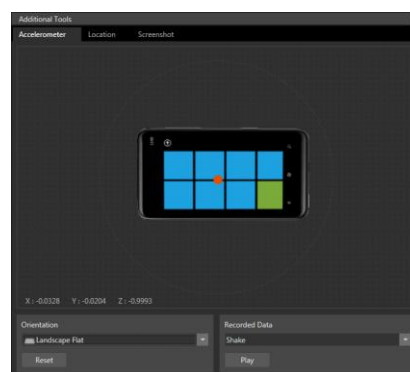 Additional Tools
Accelerometer Location Screenshot
X : -0.0328 Y : -0.0204 Z : -0.9993
Orientation
Landscape Flat
Reset
Recorded Data
Shake
Play